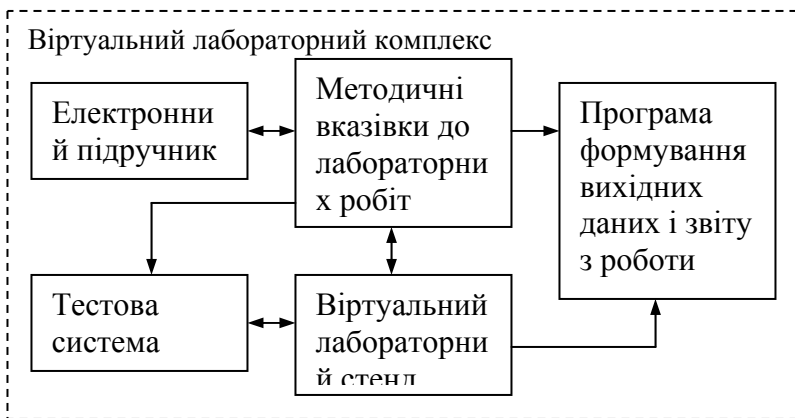 Віртуальний лабораторний комплекс
Електронни
й підручник
Методичні
вказівки до
лабораторни
х робіт
Програма
формування
вихідних
даних і звіту
з роботи
Тестова
система
Віртуальний
лабораторни
й стенд